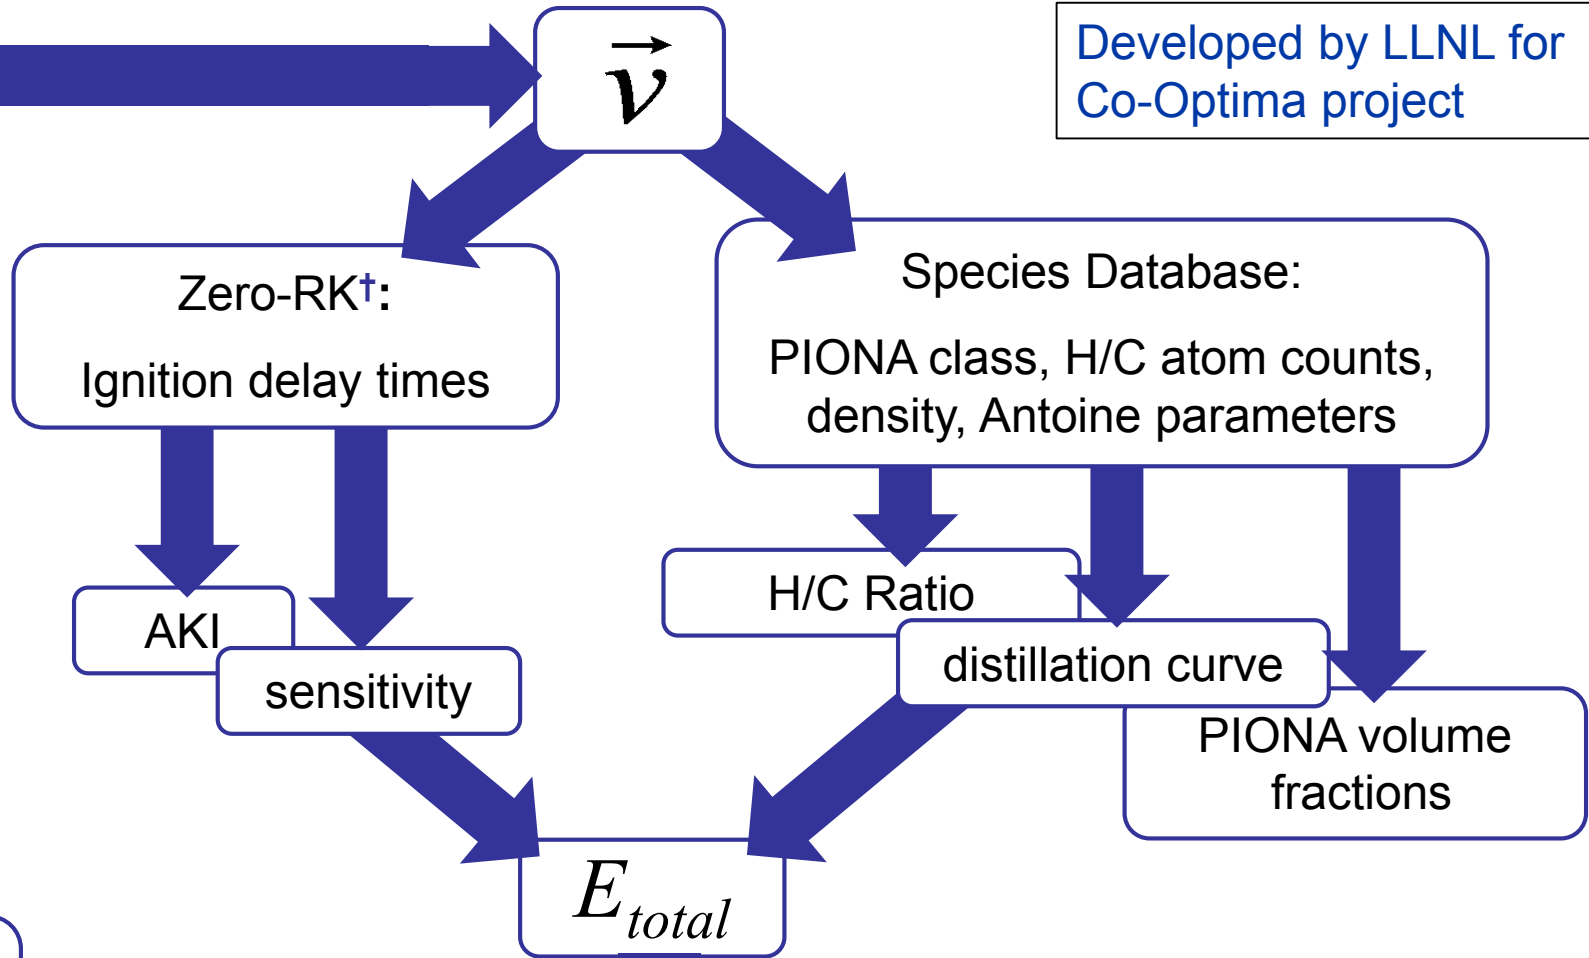 v
Developed by LLNL for
Co-Optima project
Zero-RK†:
Ignition delay times
Species Database:
PIONA class, H/C atom counts,
density, Antoine parameters
AKI
sensitivity
H/C Ratio
distillation curve
PIONA volume
fractions
E_total